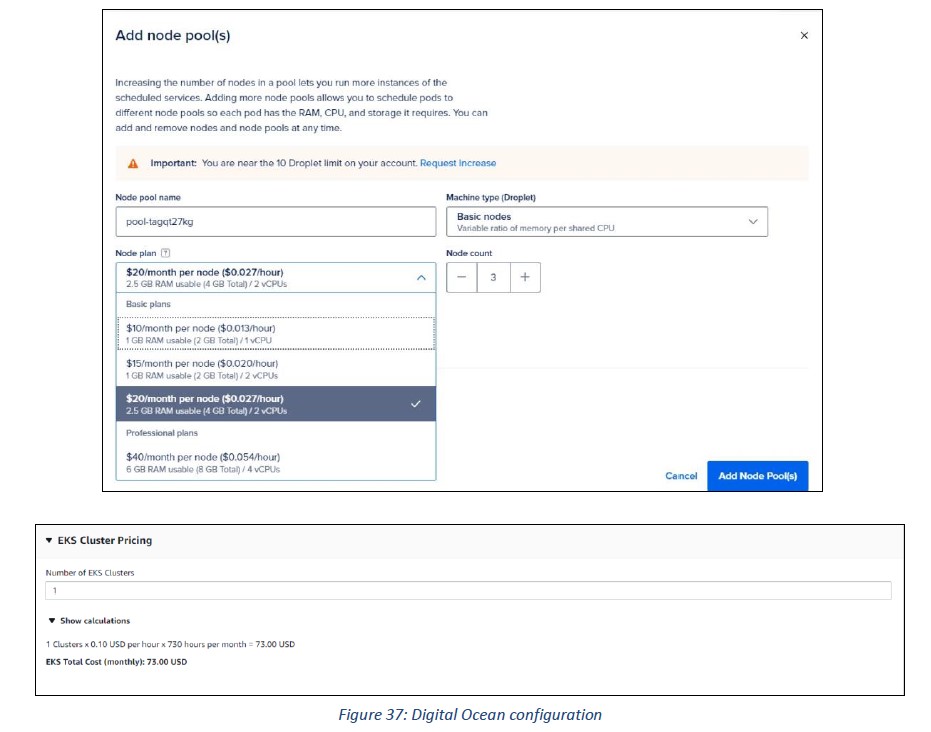 Add node pool(s)
×
Increasing the number of nodes in a pool lets you run more instances of the
scheduled services. Adding more node pools allows you to schedule pods to
different node pools so each pod has the RAM, CPU, and storage it requires. You can
add and remove nodes and node pools at any time.
Important: You are near the 10 Droplet limit on your account. Request increase
Node pool name
pool-tagqt27kg
Machine type (Droplet)
Basic nodes
Variable ratio of memory per shared CPU
Node plan ?
$20/month per node ($0.027/hour)
2.5 GB RAM usable (4 GB Total) / 2 vCPUs
Node count
− 3 +
Basic plans
$10/month per node ($0.013/hour)
1 GB RAM usable (2 GB Total) / 1 vCPU
$15/month per node ($0.020/hour)
1 GB RAM usable (2 GB Total) / 2 vCPUs
$20/month per node ($0.027/hour)
2.5 GB RAM usable (4 GB Total) / 2 vCPUs
Professional plans
$40/month per node ($0.054/hour)
6 GB RAM usable (8 GB Total) / 4 vCPUs
Cancel
Add Node Pool(s)
EKS Cluster Pricing
Number of EKS Clusters
1
Show calculations
1 Clusters x 0.10 USD per hour x 730 hours per month = 73.00 USD
EKS Total Cost (monthly): 73.00 USD
Figure 37: Digital Ocean configuration